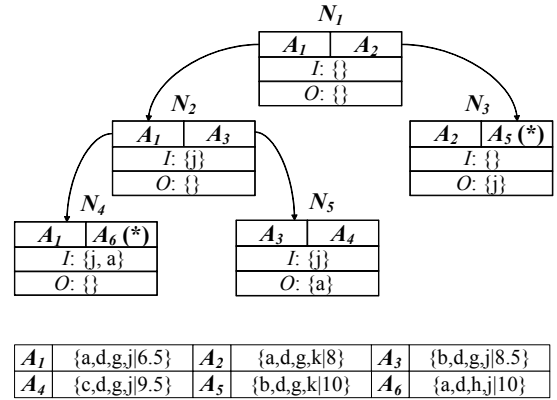 N1
A1 A2
I: {}
O: {}
N2
A1 A3
I: {j}
O: {}
N3
A2 A5 (*)
I: {}
O: {j}
N4
A1 A6 (*)
I: {j, a}
O: {}
N5
A3 A4
I: {j}
O: {a}
A1 {a,d,g,j|6.5} A2 {a,d,g,k|8} A3 {b,d,g,j|8.5}
A4 {c,d,g,j|9.5} A5 {b,d,g,k|10} A6 {a,d,h,j|10}